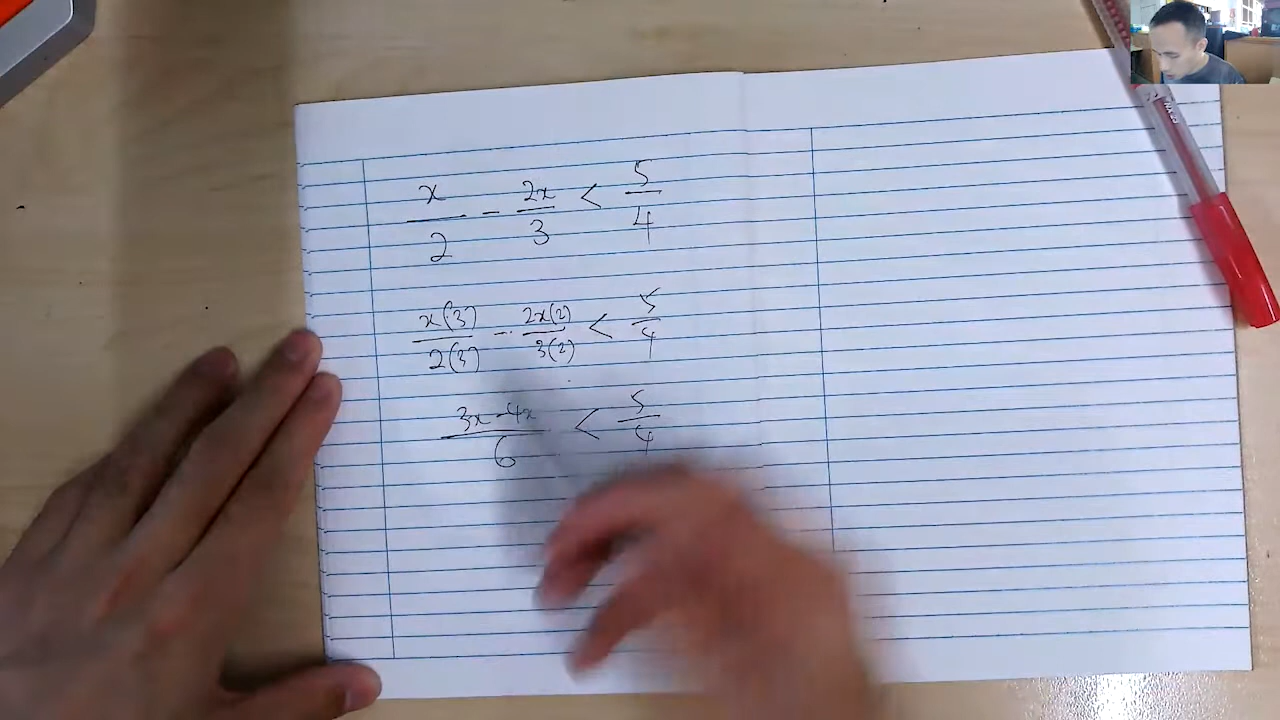 x/2 - 2x/3 < 5/4
x(3)/2(3) - 2x(2)/3(2) < 5/4
3x-4x/6 < 5/4